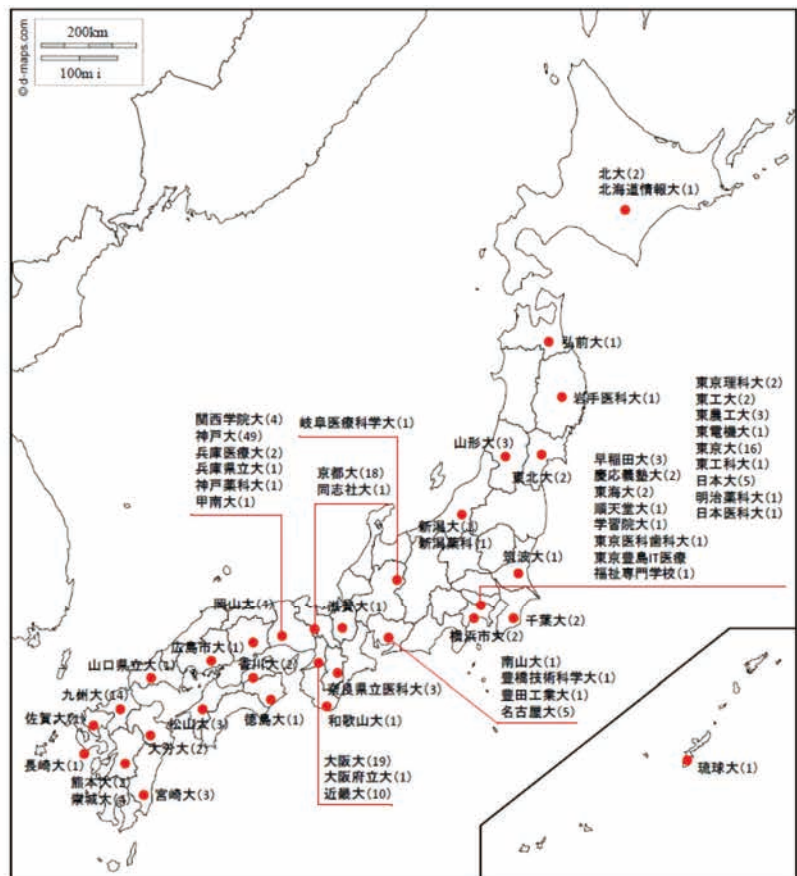 200km
100m i
© d-maps.com
北大(2)
北海道情報大(1)
弘前大(1)
岩手医科大(1)
山形大(3)
東北大(2)
東京理科大(2)
東工大(2)
東農工大(3)
東電機大(1)
東京大(16)
東工科大(1)
日本大(5)
明治薬科大(1)
日本医科大(1)
早稲田大(3)
慶応義塾大(2)
東海大(2)
順天堂大(1)
学習院大(1)
東京医科歯科大(1)
東京豊島IT医療
福祉専門学校(1)
関西学院大(4)
神戸大(49)
兵庫医療大(2)
兵庫県立大(1)
神戸薬科大(1)
甲南大(1)
岐阜医療科学大(1)
京都大(18)
同志社大(1)
新潟大
新潟薬科(1)
筑波大(1)
千葉大(2)
横浜市大(2)
岡山大(4)
滋賀大(1)
広島市大(1)
山口県立大
香川大(2)
奈良県立医科大(3)
南山大(1)
豊橋技術科学大(1)
豊田工業大(1)
名古屋大(5)
九州大(14)
佐賀大
松山大(3)
徳島大(1)
和歌山大(1)
大分大(2)
長崎大(1)
大阪大(19)
大阪府立大(1)
近畿大(10)
熊本大
崇城大
宮崎大(3)
琉球大(1)